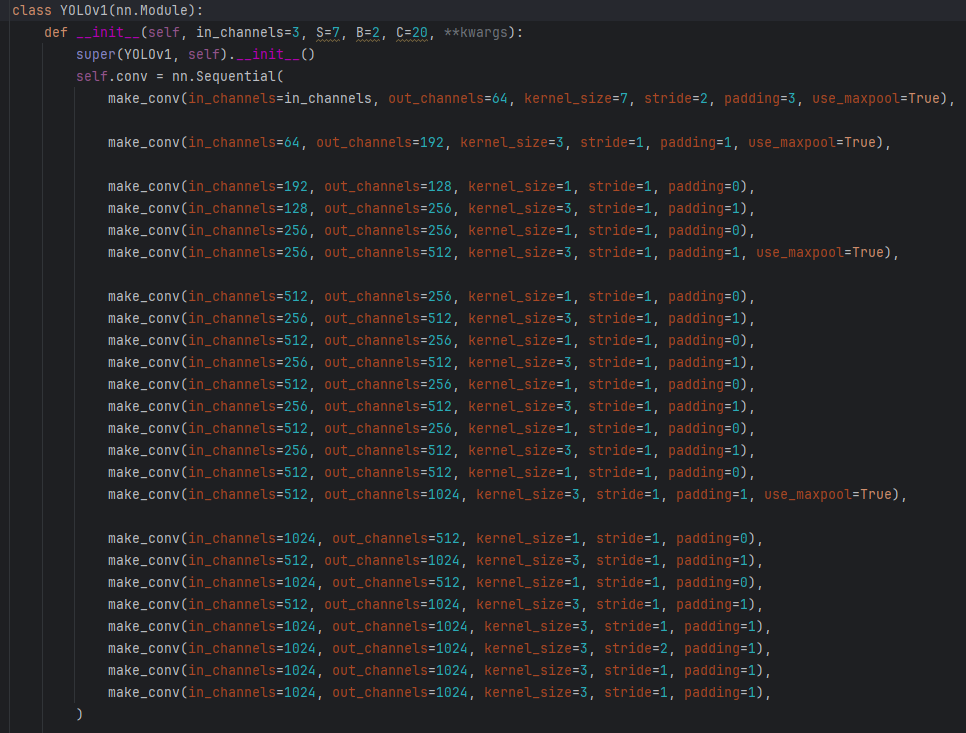 class YOLOv1(nn.Module):
    def __init__(self, in_channels=3, S=7, B=2, C=20, **kwargs):
        super(YOLOv1, self).__init__()
        self.conv = nn.Sequential(
            make_conv(in_channels=in_channels, out_channels=64, kernel_size=7, stride=2, padding=3, use_maxpool=True),

            make_conv(in_channels=64, out_channels=192, kernel_size=3, stride=1, padding=1, use_maxpool=True),

            make_conv(in_channels=192, out_channels=128, kernel_size=1, stride=1, padding=0),
            make_conv(in_channels=128, out_channels=256, kernel_size=3, stride=1, padding=1),
            make_conv(in_channels=256, out_channels=256, kernel_size=1, stride=1, padding=0),
            make_conv(in_channels=256, out_channels=512, kernel_size=3, stride=1, padding=1, use_maxpool=True),

            make_conv(in_channels=512, out_channels=256, kernel_size=1, stride=1, padding=0),
            make_conv(in_channels=256, out_channels=512, kernel_size=3, stride=1, padding=1),
            make_conv(in_channels=512, out_channels=256, kernel_size=1, stride=1, padding=0),
            make_conv(in_channels=256, out_channels=512, kernel_size=3, stride=1, padding=1),
            make_conv(in_channels=512, out_channels=256, kernel_size=1, stride=1, padding=0),
            make_conv(in_channels=256, out_channels=512, kernel_size=3, stride=1, padding=1),
            make_conv(in_channels=512, out_channels=256, kernel_size=1, stride=1, padding=0),
            make_conv(in_channels=256, out_channels=512, kernel_size=3, stride=1, padding=1),
            make_conv(in_channels=512, out_channels=512, kernel_size=1, stride=1, padding=0),
            make_conv(in_channels=512, out_channels=1024, kernel_size=3, stride=1, padding=1, use_maxpool=True),

            make_conv(in_channels=1024, out_channels=512, kernel_size=1, stride=1, padding=0),
            make_conv(in_channels=512, out_channels=1024, kernel_size=3, stride=1, padding=1),
            make_conv(in_channels=1024, out_channels=512, kernel_size=1, stride=1, padding=0),
            make_conv(in_channels=512, out_channels=1024, kernel_size=3, stride=1, padding=1),
            make_conv(in_channels=1024, out_channels=1024, kernel_size=3, stride=1, padding=1),
            make_conv(in_channels=1024, out_channels=1024, kernel_size=3, stride=2, padding=1),
            make_conv(in_channels=1024, out_channels=1024, kernel_size=3, stride=1, padding=1),
            make_conv(in_channels=1024, out_channels=1024, kernel_size=3, stride=1, padding=1),
        )